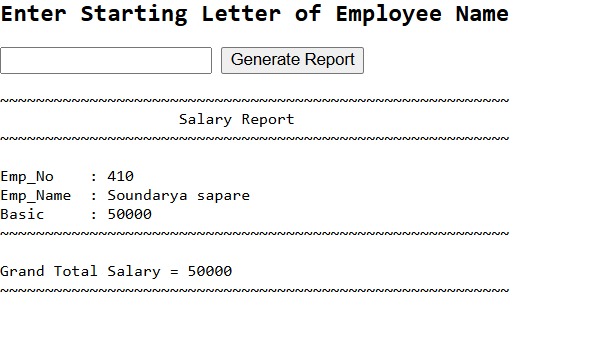 Enter Starting Letter of Employee Name
Generate Report
~~~~~~~~~~~~~~~~~~~~~~~~~~~~~~~~~~~~~~~~~~~~~~~~~~~~~~~~~
Salary Report
~~~~~~~~~~~~~~~~~~~~~~~~~~~~~~~~~~~~~~~~~~~~~~~~~~~~~~~~~
Emp_No    : 410
Emp_Name  : Soundarya sapare
Basic     : 50000
~~~~~~~~~~~~~~~~~~~~~~~~~~~~~~~~~~~~~~~~~~~~~~~~~~~~~~~~~
Grand Total Salary = 50000
~~~~~~~~~~~~~~~~~~~~~~~~~~~~~~~~~~~~~~~~~~~~~~~~~~~~~~~~~